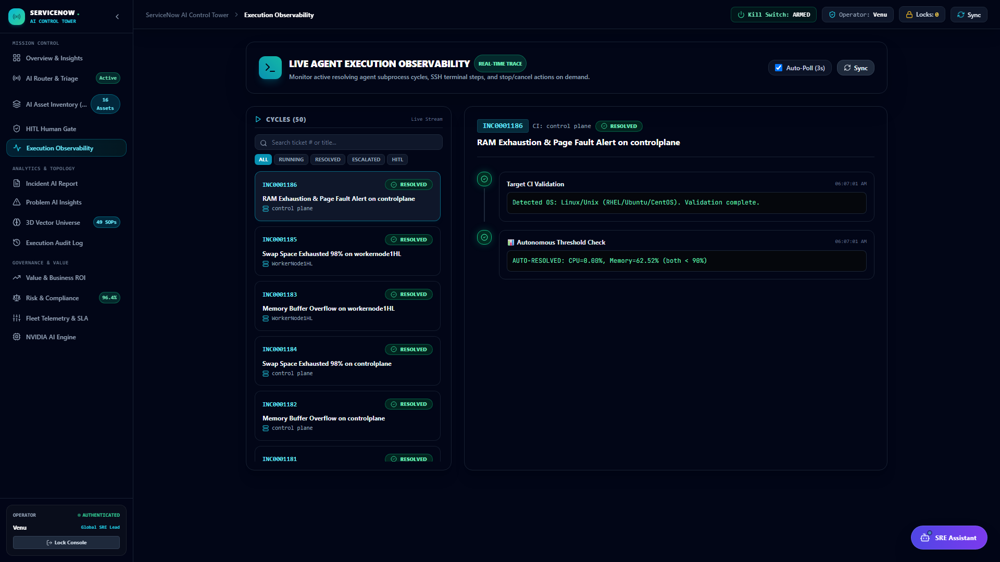 SERVICENOW .
AI CONTROL TOWER
MISSION CONTROL
Overview & Insights
AI Router & Triage
Active
AI Asset Inventory (...
16 Assets
HITL Human Gate
Execution Observability
ANALYTICS & TOPOLOGY
Incident AI Report
Problem AI Insights
3D Vector Universe
49 SOPs
Execution Audit Log
GOVERNANCE & VALUE
Value & Business ROI
Risk & Compliance
96.4%
Fleet Telemetry & SLA
NVIDIA AI Engine
OPERATOR
AUTHENTICATED
Venu
Global SRE Lead
Lock Console
ServiceNow AI Control Tower > Execution Observability
Kill Switch: ARMED
Operator: Venu
Locks: 0
Sync
LIVE AGENT EXECUTION OBSERVABILITY
REAL-TIME TRACE
Monitor active resolving agent subprocess cycles, SSH terminal steps, and stop/cancel actions on demand.
Auto-Poll (3s)
Sync
CYCLES (50)
Live Stream
Search ticket # or title...
ALL
RUNNING
RESOLVED
ESCALATED
HITL
INC0001186
RESOLVED
RAM Exhaustion & Page Fault Alert on controlplane
control plane
INC0001185
RESOLVED
Swap Space Exhausted 98% on workernode1HL
WorkerNode1HL
INC0001183
RESOLVED
Memory Buffer Overflow on workernode1HL
WorkerNode1HL
INC0001184
RESOLVED
Swap Space Exhausted 98% on controlplane
control plane
INC0001182
RESOLVED
Memory Buffer Overflow on controlplane
control plane
INC0001181
RESOLVED
INC0001186
CI: control plane
RESOLVED
RAM Exhaustion & Page Fault Alert on controlplane
Target CI Validation
06:07:01 AM
Detected OS: Linux/Unix (RHEL/Ubuntu/CentOS). Validation complete.
📊 Autonomous Threshold Check
06:07:01 AM
AUTO-RESOLVED: CPU=0.00%, Memory=62.52% (both < 90%)
SRE Assistant